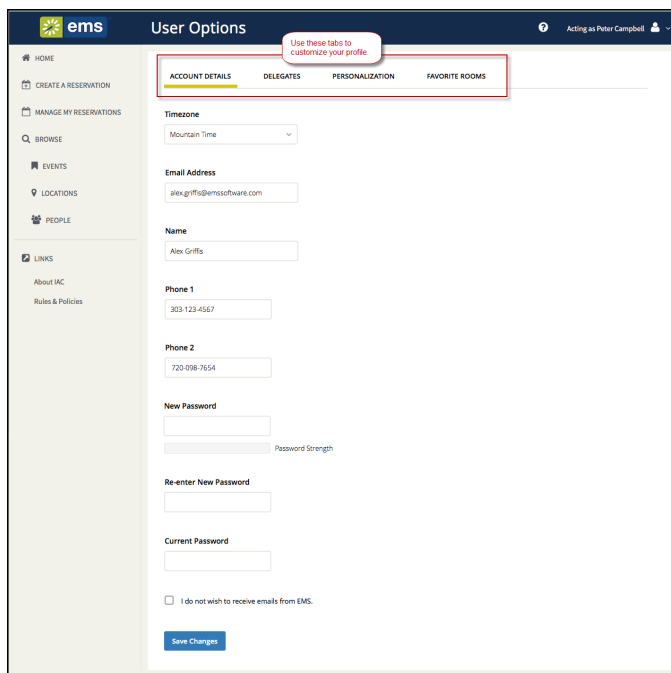 ems
User Options
Acting as Peter Campbell
Use these tabs to
customize your profile.
HOME
CREATE A RESERVATION
MANAGE MY RESERVATIONS
BROWSE
EVENTS
LOCATIONS
PEOPLE
LINKS
About IAC
Rules & Policies
ACCOUNT DETAILS DELEGATES PERSONALIZATION FAVORITE ROOMS
Timezone
Mountain Time
Email Address
alex.griffis@emssoftware.com
Name
Alex Griffis
Phone 1
303-123-4567
Phone 2
720-098-7654
New Password
Password Strength
Re-enter New Password
Current Password
I do not wish to receive emails from EMS.
Save Changes